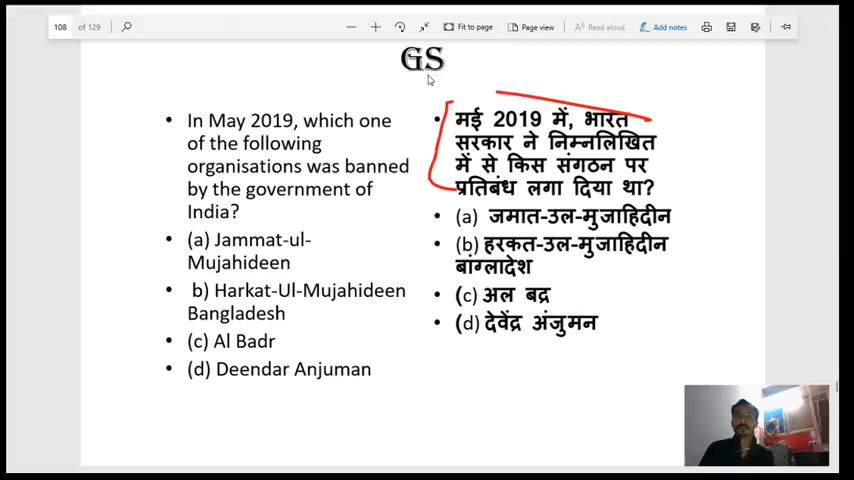 108 of 129
Fit to page
Page view
Read aloud
Add notes
GS
In May 2019, which one
of the following
organisations was banned
by the government of
India?
(a) Jammat-ul-
Mujahideen
b) Harkat-Ul-Mujahideen
Bangladesh
(c) Al Badr
(d) Deendar Anjuman
मई 2019 में, भारत
सरकार ने निम्नलिखित
में से किस संगठन पर
प्रतिबंध लगा दिया था?
(a) जमात-उल-मुजाहिदीन
(b) हरकत-उल-मुजाहिदीन
बांग्लादेश
(c) अल बद्र
(d) देवेंद्र अंजुमन